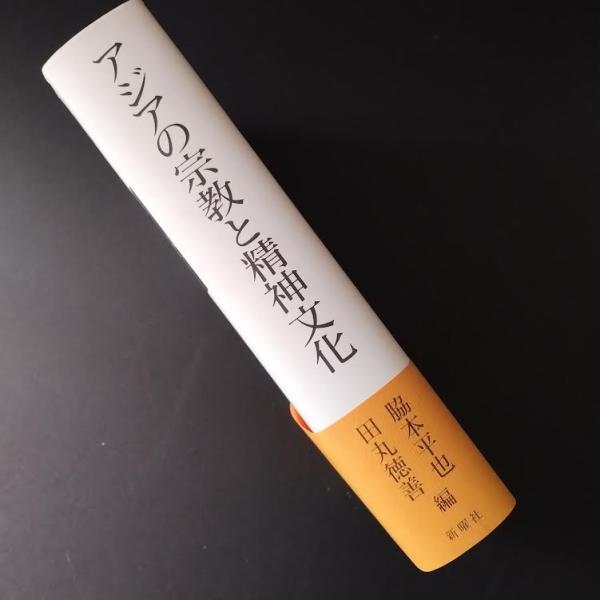 アジアの宗教と精神文化
脇本平也
田丸徳善
編
新曜社